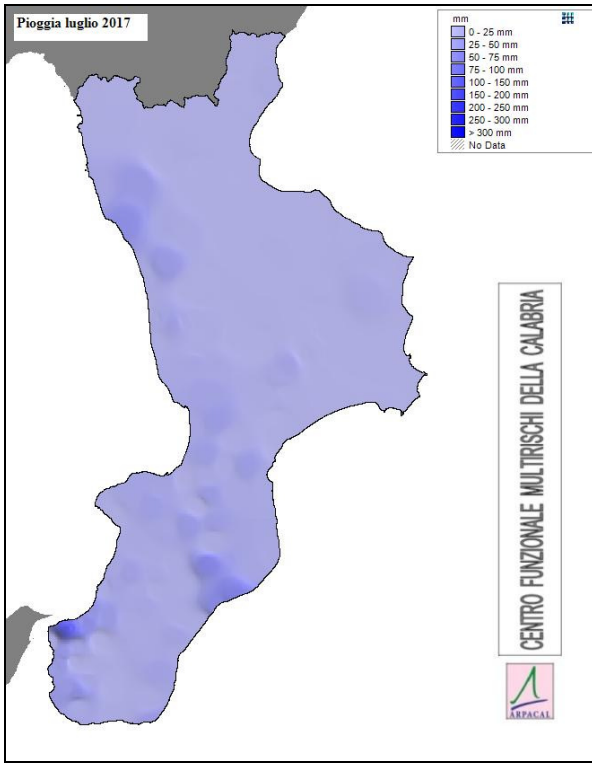 Pioggia luglio 2017
mm
0 - 25 mm
25 - 50 mm
50 - 75 mm
75 - 100 mm
100 - 150 mm
150 - 200 mm
200 - 250 mm
250 - 300 mm
> 300 mm
No Data
CENTRO FUNZIONALE MULTIRISCHI DELLA CALABRIA
ARPACAL